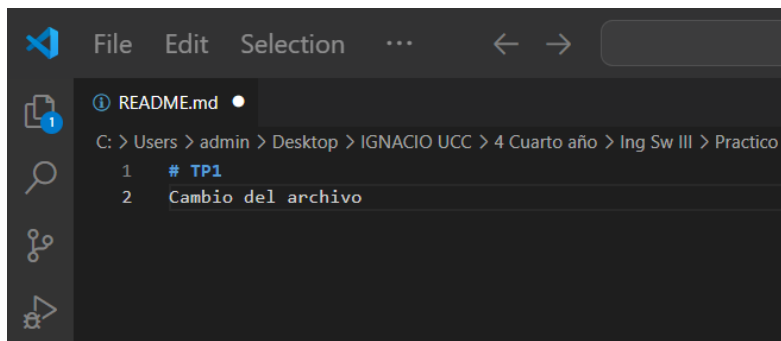 File Edit Selection ...
README.md
C: > Users > admin > Desktop > IGNACIO UCC > 4 Cuarto año > Ing Sw III > Practico
1 # TP1
2 Cambio del archivo
1